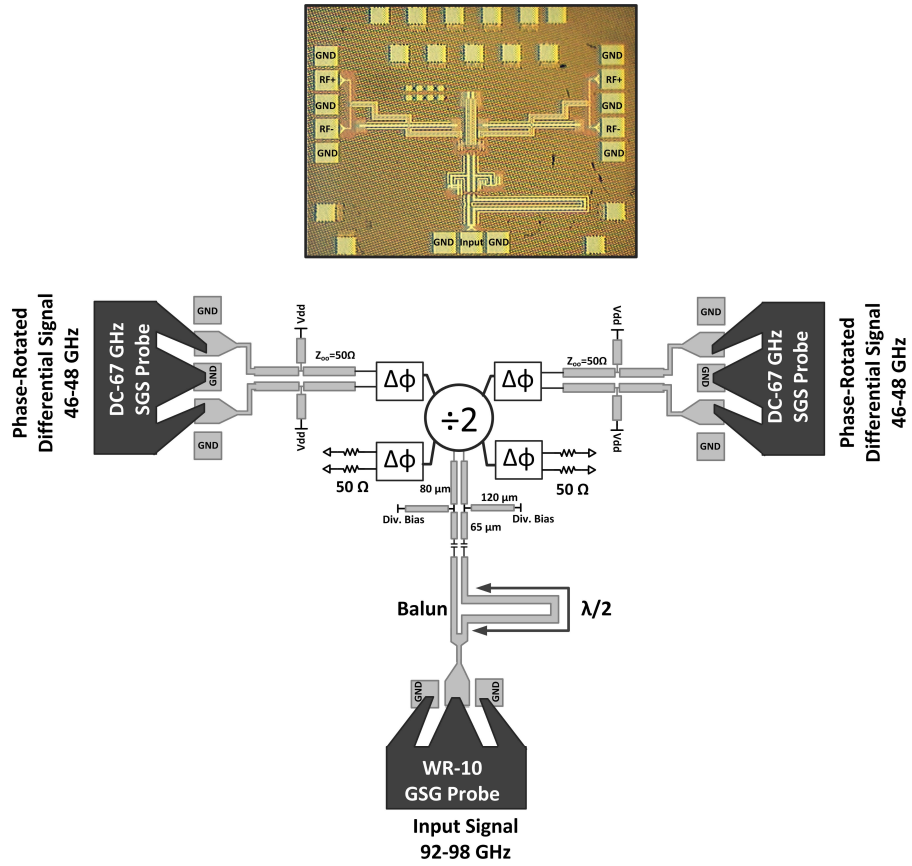 GND
RF+
GND
RF-
GND
GND
RF+
GND
RF-
GND
GND
Input
GND
Phase-Rotated
Differential Signal
46-48 GHz
DC-67 GHz
SGS Probe
GND
GND
GND
Vdd
Vdd
Z₀ₒ=50Ω
Δϕ
Δϕ
÷2
Δϕ
Δϕ
50 Ω
50 Ω
Z₀ₒ=50Ω
Vdd
Vdd
GND
GND
GND
DC-67 GHz
SGS Probe
Phase-Rotated
Differential Signal
46-48 GHz
80 µm
120 µm
Div. Bias
Div. Bias
65 µm
Balun
λ/2
GND
GND
WR-10
GSG Probe
Input Signal
92-98 GHz